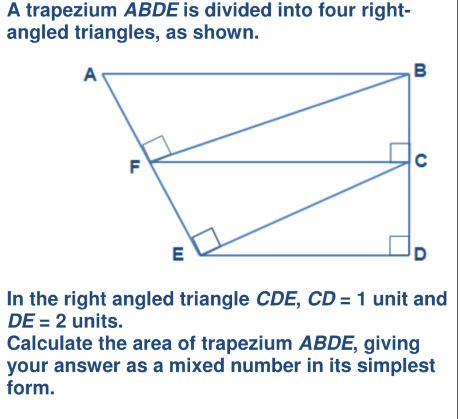 A trapezium ABDE is divided into four right-
angled triangles, as shown.
A
B
F
C
E
D
In the right angled triangle CDE, CD = 1 unit and
DE = 2 units.
Calculate the area of trapezium ABDE, giving
your answer as a mixed number in its simplest
form.